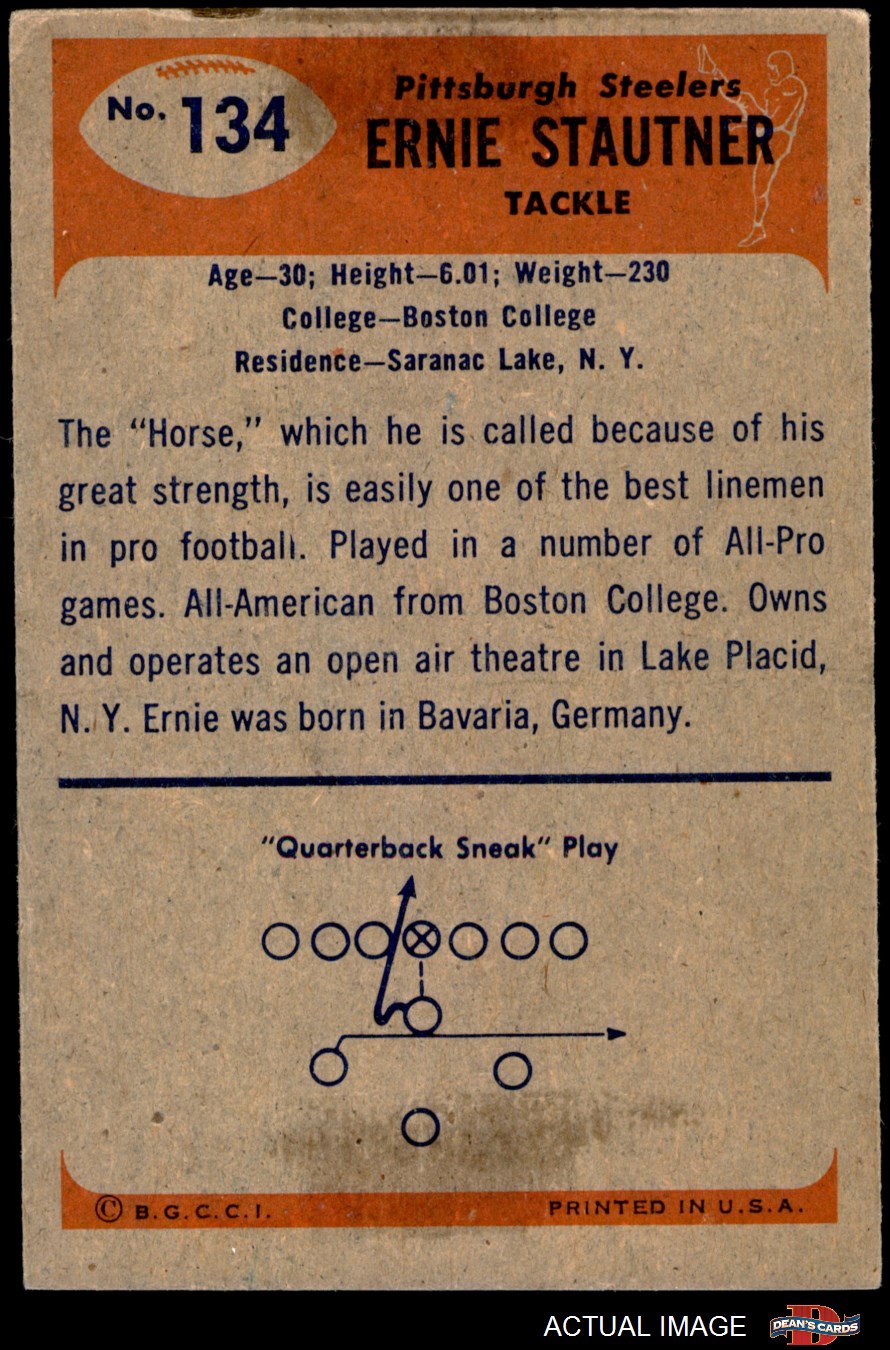 No. 134
Pittsburgh Steelers
ERNIE STAUTNER
TACKLE
Age—30; Height—6.01; Weight—230
College—Boston College
Residence—Saranac Lake, N. Y.
The “Horse,” which he is called because of his
great strength, is easily one of the best linemen
in pro football. Played in a number of All-Pro
games. All-American from Boston College. Owns
and operates an open air theatre in Lake Placid,
N. Y. Ernie was born in Bavaria, Germany.
“Quarterback Sneak” Play
© B.G.C.C.I.
PRINTED IN U.S.A.
ACTUAL IMAGE
DEAN'S CARDS